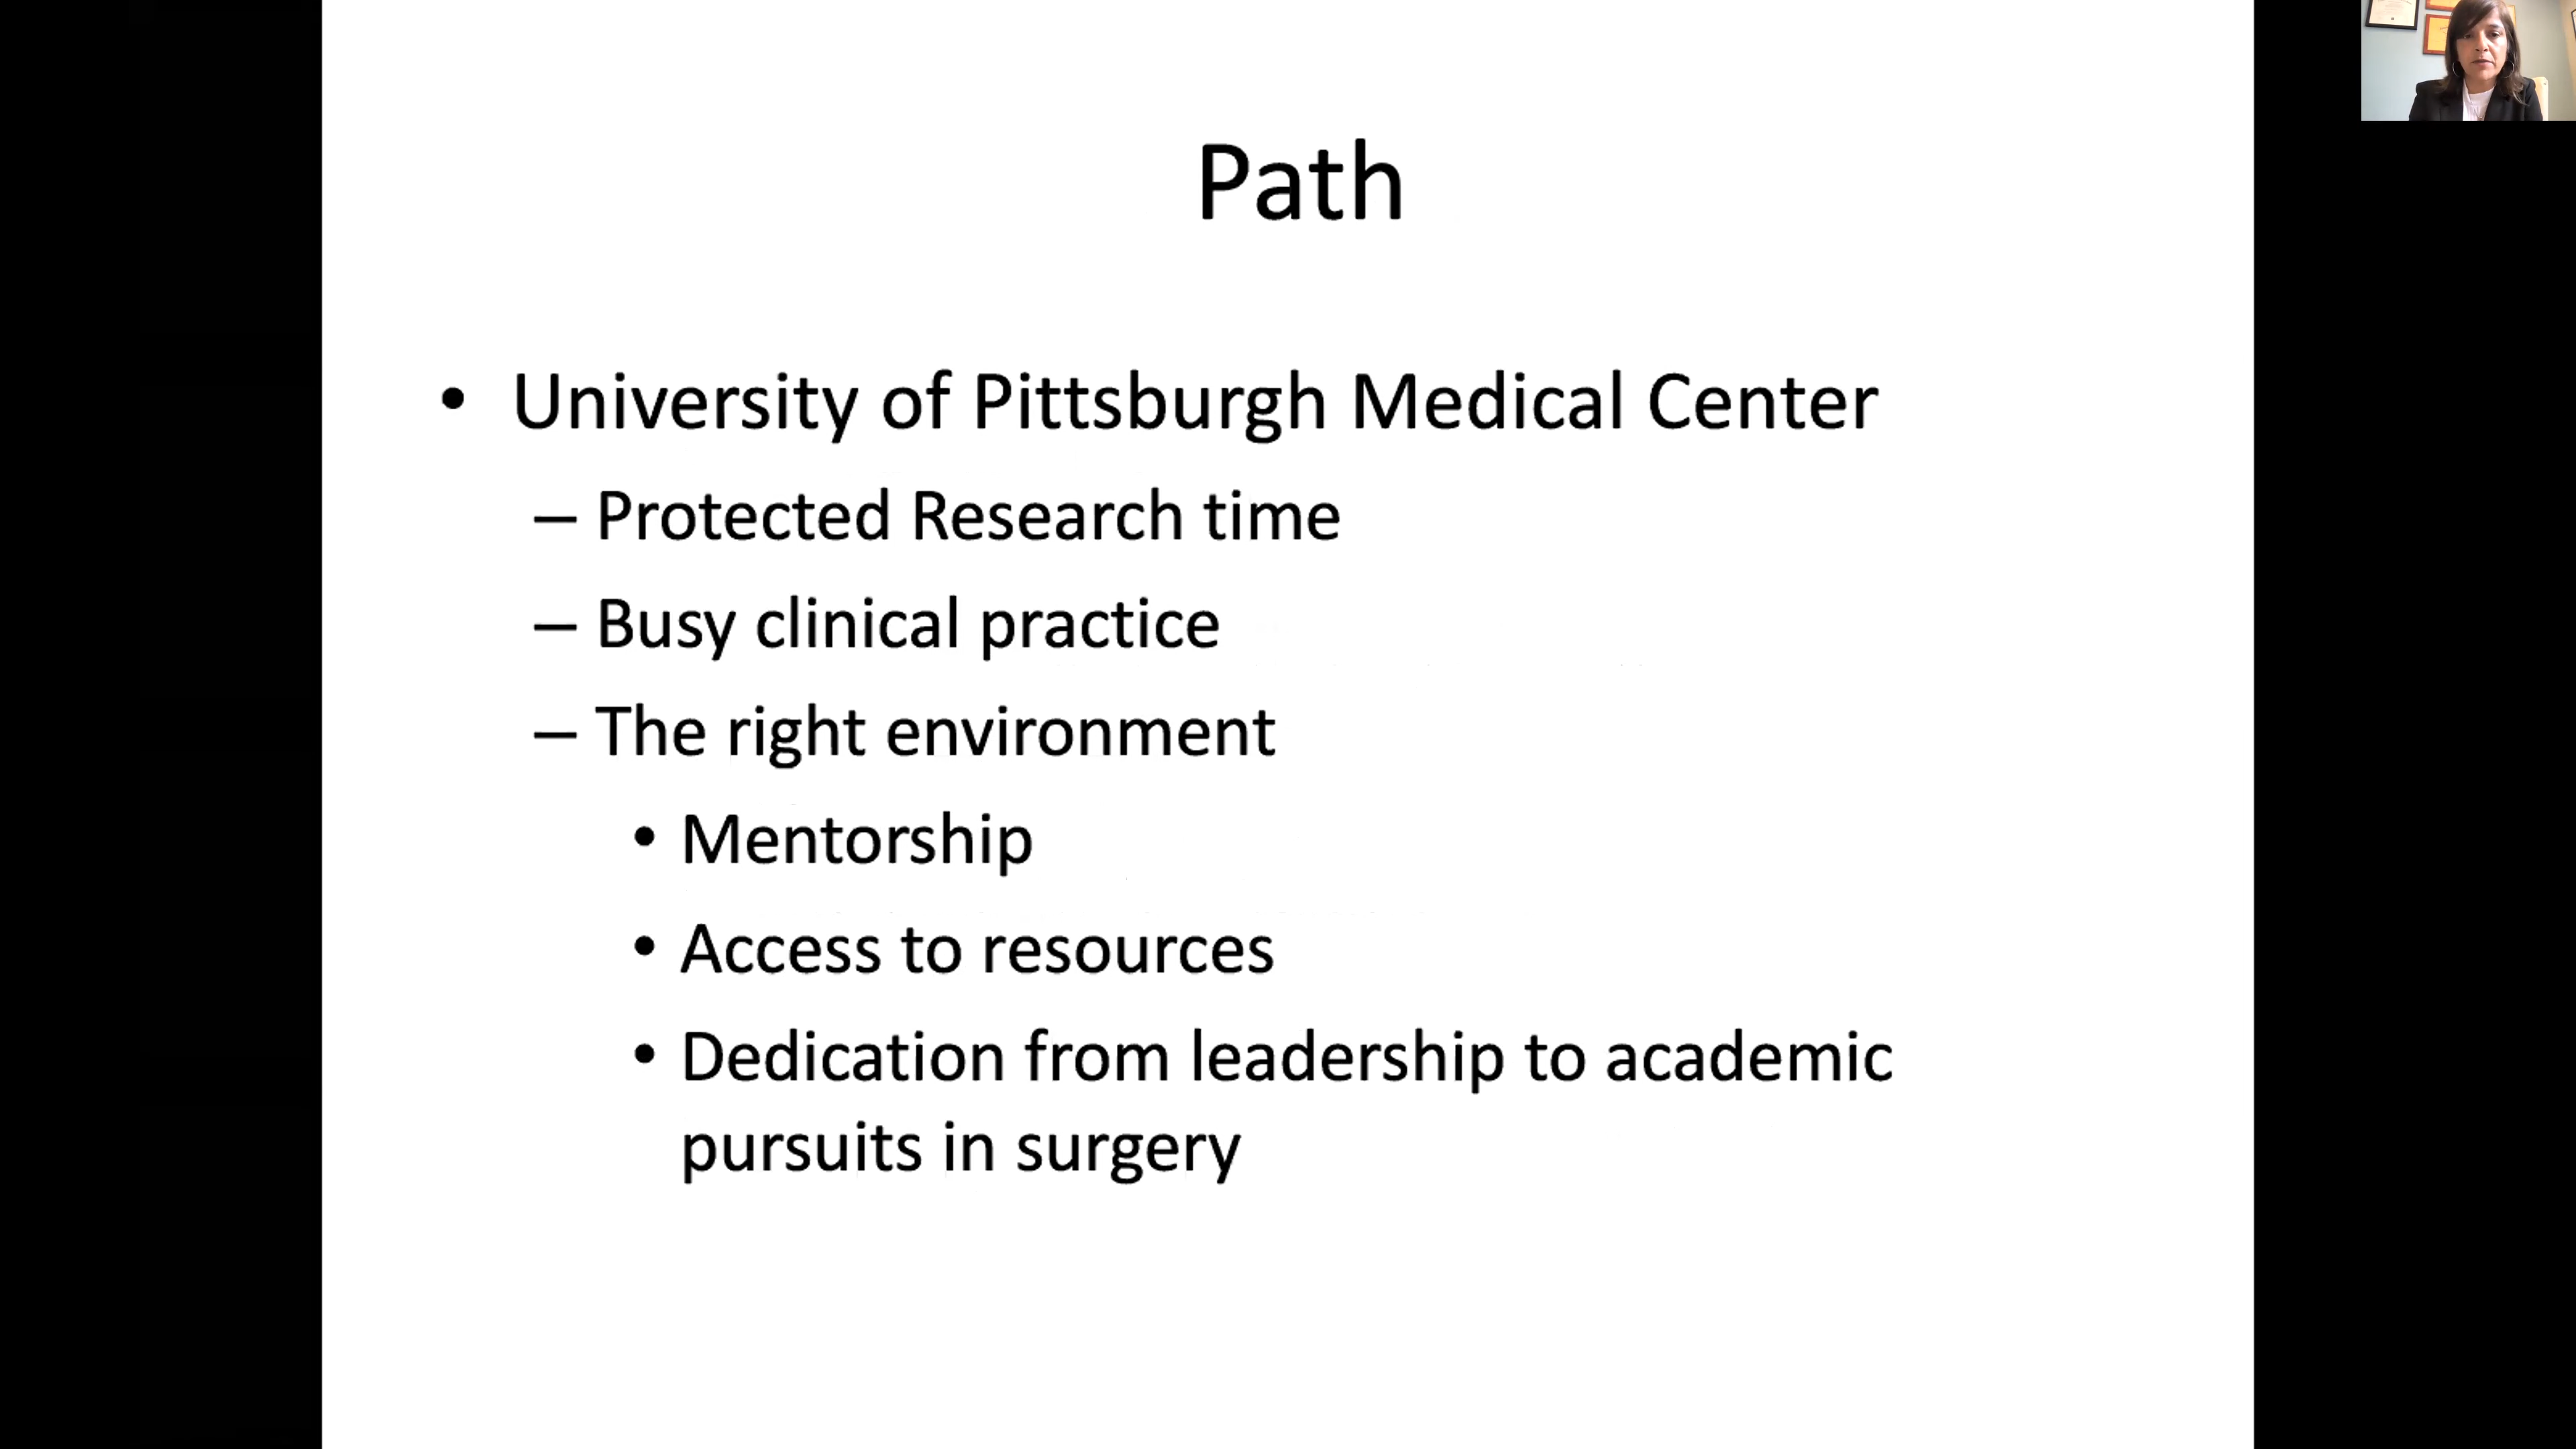 Path
• University of Pittsburgh Medical Center
– Protected Research time
– Busy clinical practice
– The right environment
• Mentorship
• Access to resources
• Dedication from leadership to academic
pursuits in surgery